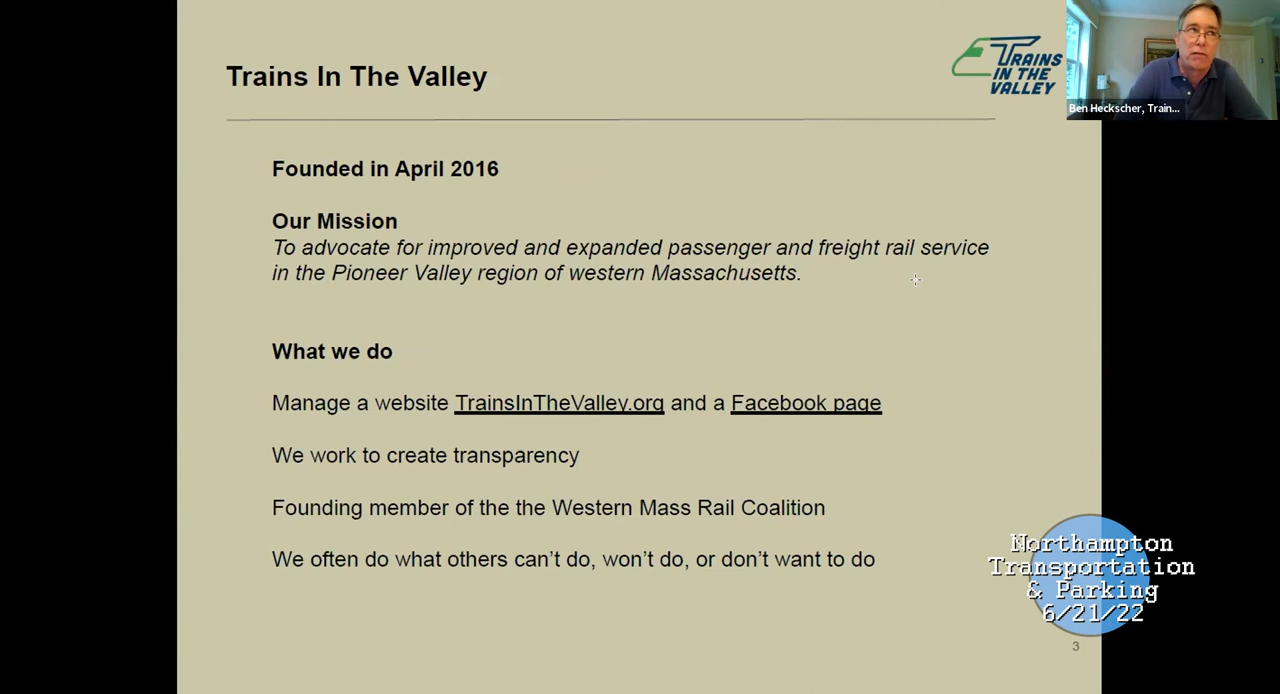 Trains In The Valley
TRAINS
IN THE
VALLEY
Ben Heckscher, Train...
Founded in April 2016
Our Mission
To advocate for improved and expanded passenger and freight rail service
in the Pioneer Valley region of western Massachusetts.
What we do
Manage a website TrainsInTheValley.org and a Facebook page
We work to create transparency
Founding member of the the Western Mass Rail Coalition
We often do what others can’t do, won’t do, or don’t want to do
Northampton
Transportation
& Parking
6/21/22
3